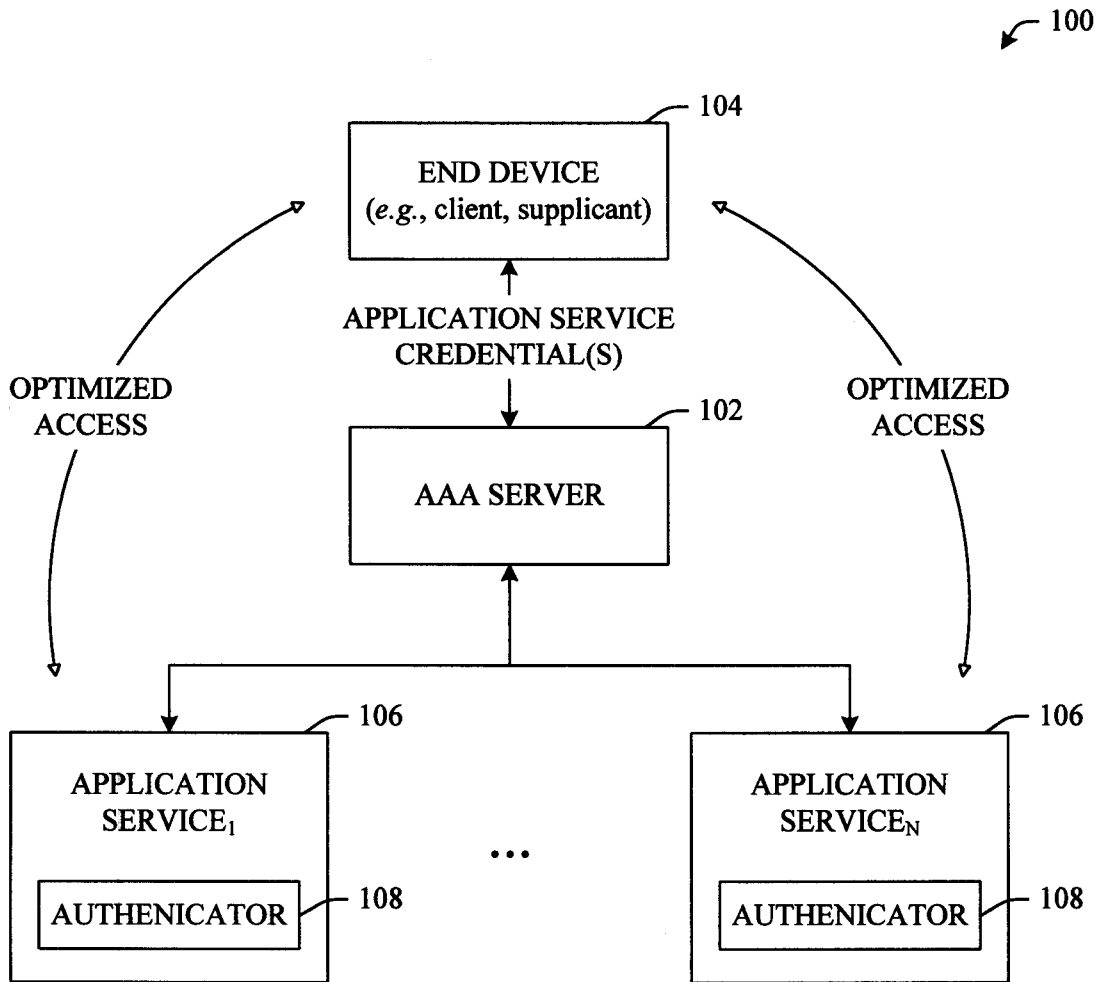 100
104
END DEVICE
(e.g., client, supplicant)
APPLICATION SERVICE
CREDENTIAL(S)
OPTIMIZED
ACCESS
OPTIMIZED
ACCESS
102
AAA SERVER
106
APPLICATION
SERVICE₁
108
AUTHENICATOR
...
106
APPLICATION
SERVICEN
108
AUTHENICATOR